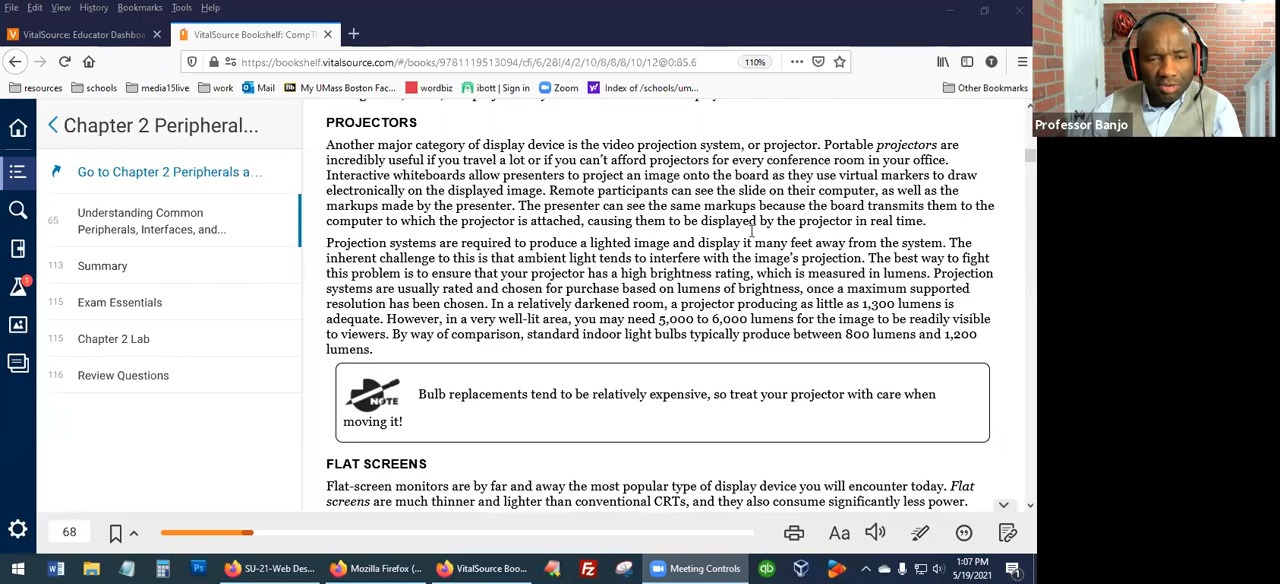 File Edit View History Bookmarks Tools Help
VitalSource: Educator Dashbo
VitalSource Bookshelf: CompT
https://bookshelf.vitalsource.com/#/books/9781119513094/cfi/6/28!/4/2/10/8/8/8/10/12@0:85.6
110%
resources schools media15live work Mail My UMass Boston Fac... wordbiz ibott | Sign in Zoom Index of /schools/um... Other Bookmarks
Professor Banjo
Chapter 2 Peripheral...
Go to Chapter 2 Peripherals a...
65 Understanding Common
Peripherals, Interfaces, and...
113 Summary
115 Exam Essentials
115 Chapter 2 Lab
116 Review Questions
PROJECTORS
Another major category of display device is the video projection system, or projector. Portable projectors are
incredibly useful if you travel a lot or if you can't afford projectors for every conference room in your office.
Interactive whiteboards allow presenters to project an image onto the board as they use virtual markers to draw
electronically on the displayed image. Remote participants can see the slide on their computer, as well as the
markups made by the presenter. The presenter can see the same markups because the board transmits them to the
computer to which the projector is attached, causing them to be displayed by the projector in real time.
Projection systems are required to produce a lighted image and display it many feet away from the system. The
inherent challenge to this is that ambient light tends to interfere with the image's projection. The best way to fight
this problem is to ensure that your projector has a high brightness rating, which is measured in lumens. Projection
systems are usually rated and chosen for purchase based on lumens of brightness, once a maximum supported
resolution has been chosen. In a relatively darkened room, a projector producing as little as 1,300 lumens is
adequate. However, in a very well-lit area, you may need 5,000 to 6,000 lumens for the image to be readily visible
to viewers. By way of comparison, standard indoor light bulbs typically produce between 800 lumens and 1,200
lumens.
NOTE Bulb replacements tend to be relatively expensive, so treat your projector with care when
moving it!
FLAT SCREENS
Flat-screen monitors are by far and away the most popular type of display device you will encounter today. Flat
screens are much thinner and lighter than conventional CRTs, and they also consume significantly less power.
68
Aa
SU-21-Web Des... Mozilla Firefox (... VitalSource Boo... Meeting Controls
1:07 PM
5/19/2021